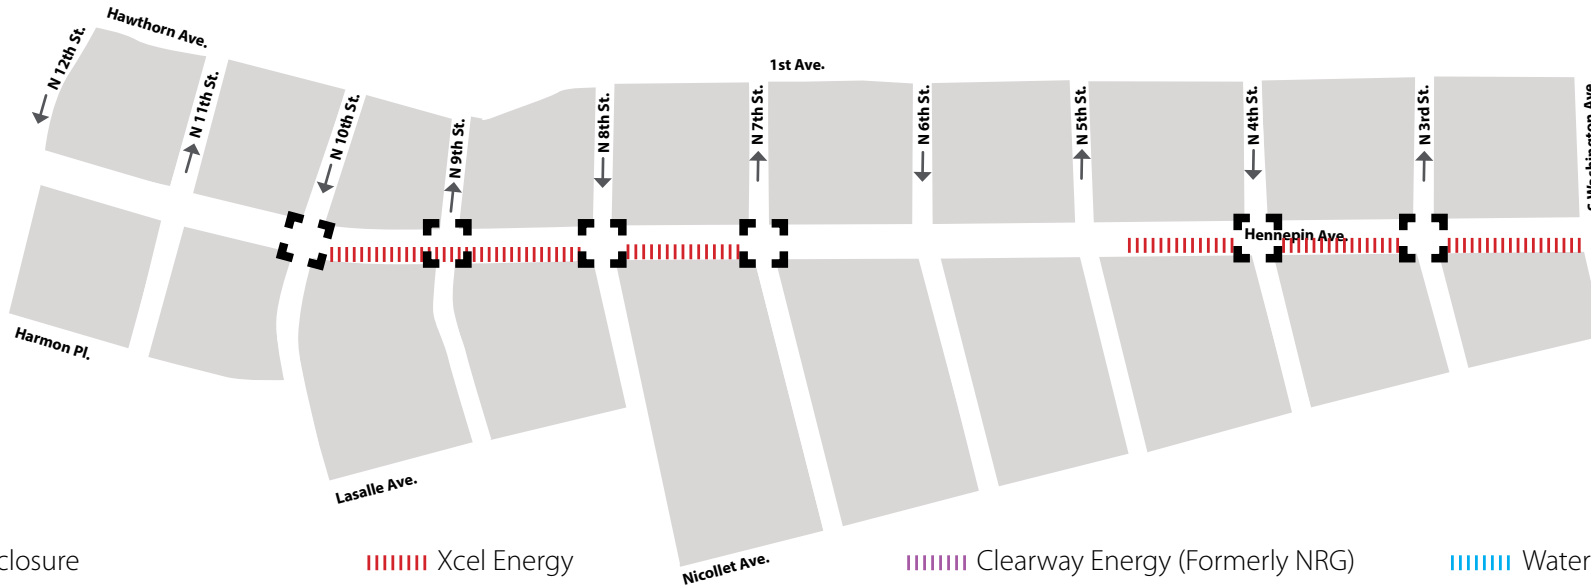 Hawthorn Ave.
N 12th St.
N 11th St.
N 10th St.
N 9th St.
N 8th St.
1st Ave.
N 7th St.
N 6th St.
N 5th St.
N 4th St.
N 3rd St.
S Washington Ave.
Hennepin Ave.
Harmon Pl.
Lasalle Ave.
Nicollet Ave.
closure
Xcel Energy
Clearway Energy (Formerly NRG)
Water